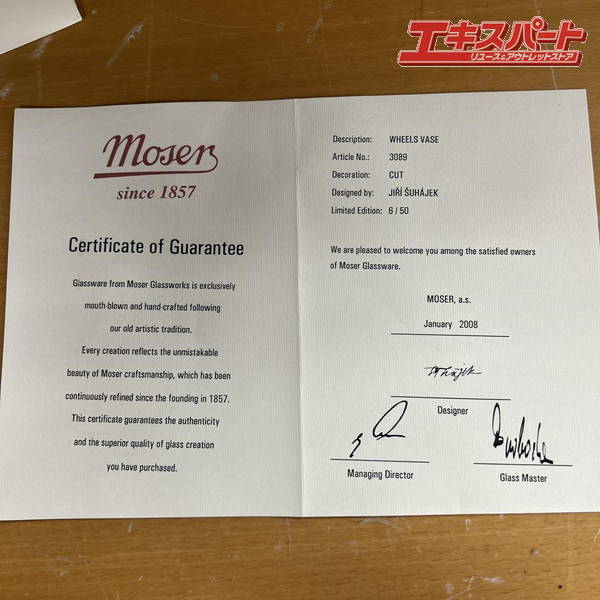 エキスパート
リユース&アウトレットストア
Moser
since 1857
Certificate of Guarantee
Glassware from Moser Glassworks is exclusively
mouth-blown and hand-crafted following
our old artistic tradition.
Every creation reflects the unmistakable
beauty of Moser craftsmanship, which has been
continuously refined since the founding in 1857.
This certificate guarantees the authenticity
and the superior quality of glass creation
you have purchased.
Description: WHEELS VASE
Article No.: 3089
Decoration: CUT
Designed by: JIŘÍ ŠUHÁJEK
Limited Edition: 6 / 50
We are pleased to welcome you among the satisfied owners
of Moser Glassware.
MOSER, a.s.
January 2008
Designer
Managing Director
Glass Master